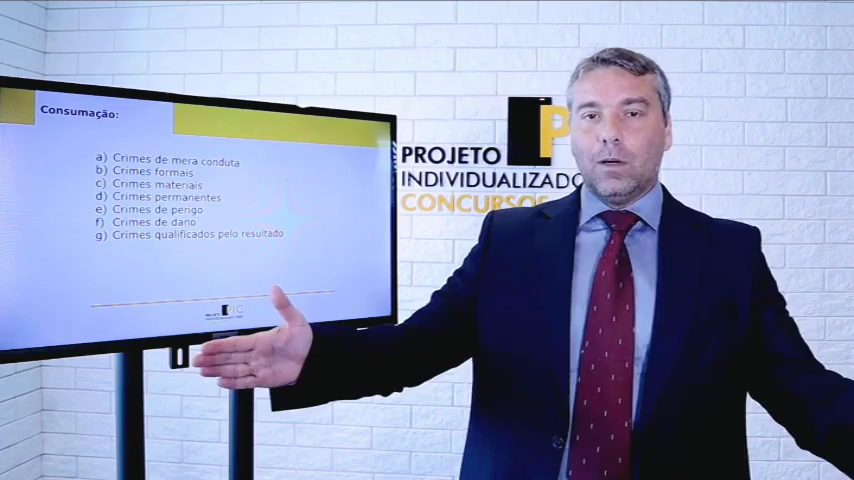 Consumação:
a) Crimes de mera conduta
b) Crimes formais
c) Crimes materiais
d) Crimes permanentes
e) Crimes de perigo
f) Crimes de dano
g) Crimes qualificados pelo resultado
PROJETO
INDIVIDUALIZADO
CONCURSOS